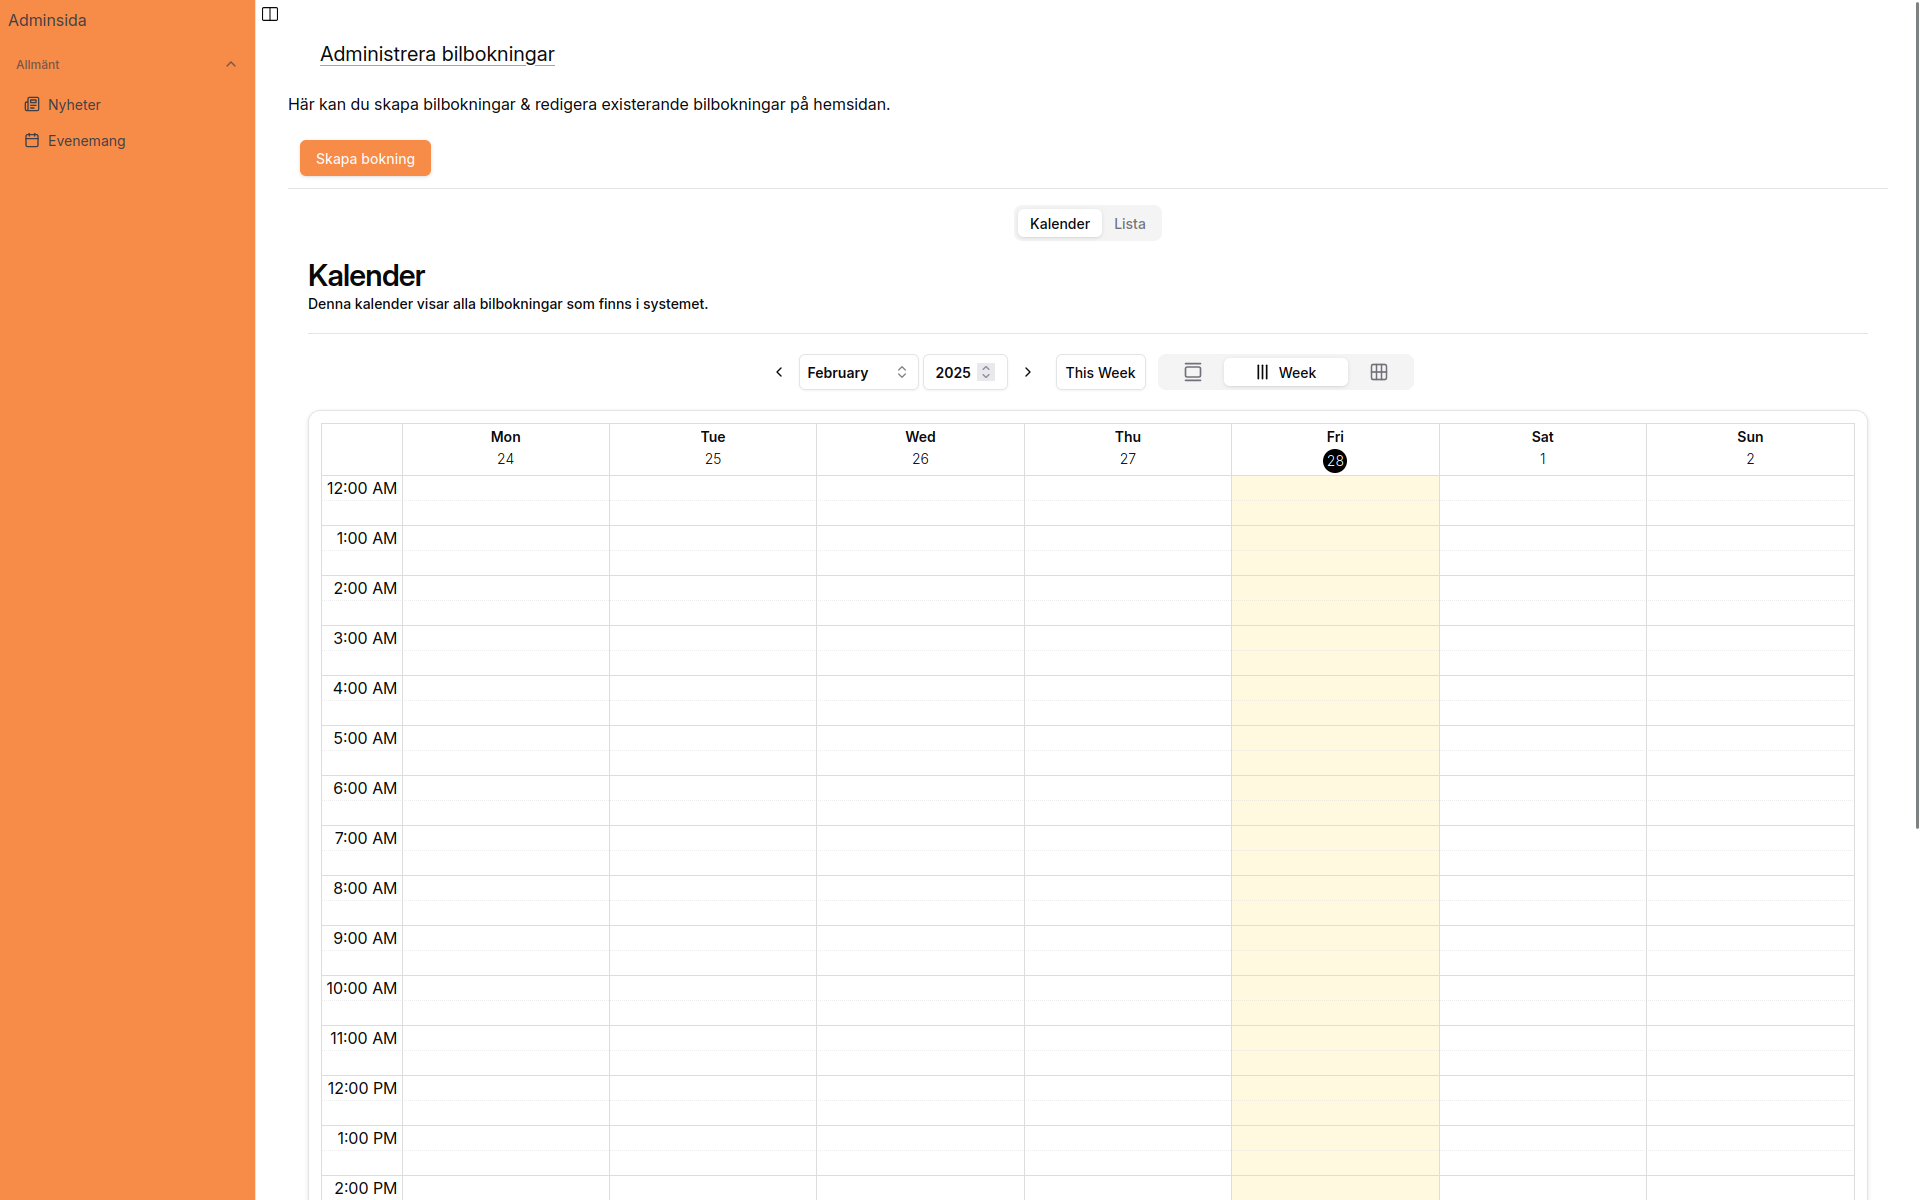 Adminsida
Allmänt
Nyheter
Evenemang
Administrera bilbokningar
Här kan du skapa bilbokningar & redigera existerande bilbokningar på hemsidan.
Skapa bokning
Kalender Lista
Kalender
Denna kalender visar alla bilbokningar som finns i systemet.
February 2025 This Week Week
Mon Tue Wed Thu Fri Sat Sun
24 25 26 27 28 1 2
12:00 AM
1:00 AM
2:00 AM
3:00 AM
4:00 AM
5:00 AM
6:00 AM
7:00 AM
8:00 AM
9:00 AM
10:00 AM
11:00 AM
12:00 PM
1:00 PM
2:00 PM